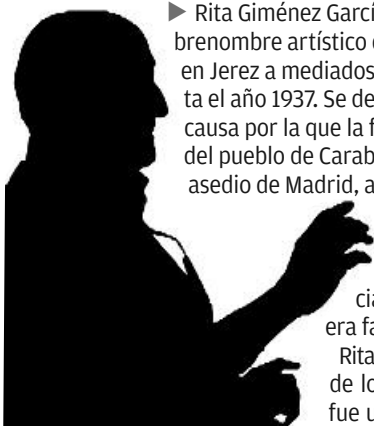 ▶ Rita Giménez Garcí
brenombre artístico
en Jerez a mediados
ta el año 1937. Se de
causa por la que la f
del pueblo de Carab
asedio de Madrid, a
cia
era fa
Rita
de lo
fue u